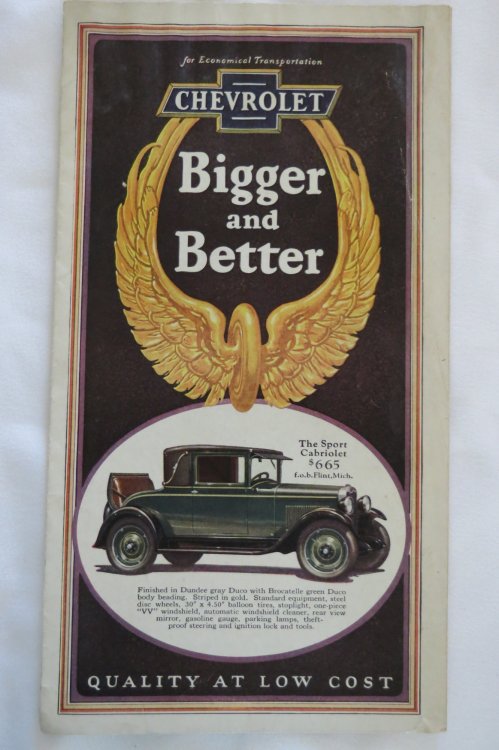 for Economical Transportation
CHEVROLET
Bigger
and
Better
The Sport
Cabriolet
$665
f.o.b. Flint, Mich.
Finished in Dundee gray Duco with Brocatelle green Duco
body beading. Striped in gold. Standard equipment, steel
disc wheels, 30" x 4.50" balloon tires, stoplight, one-piece
"VV" windshield, automatic windshield cleaner, rear view
mirror, gasoline gauge, parking lamps, theft-
proof steering and ignition lock and tools.
QUALITY AT LOW COST